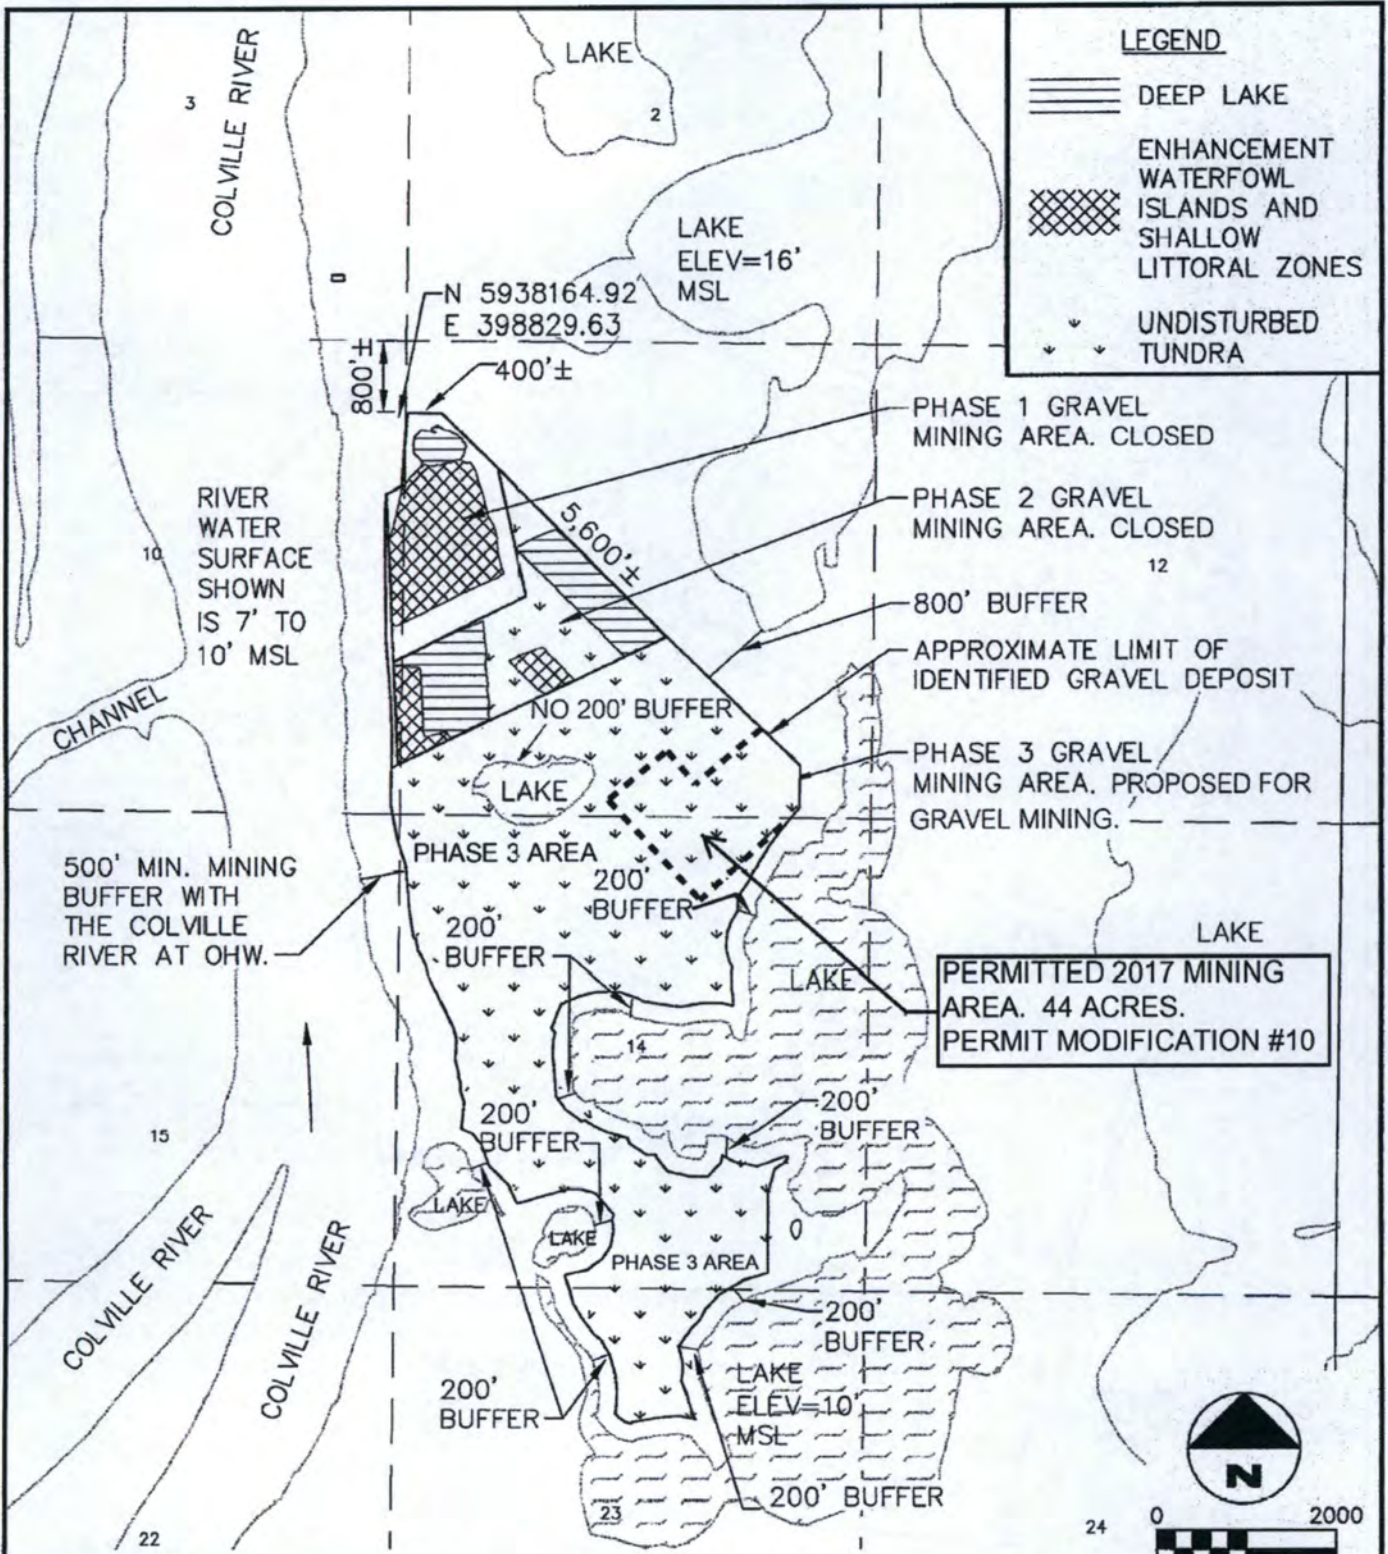 LEGEND
DEEP LAKE
ENHANCEMENT
WATERFOWL
ISLANDS AND
SHALLOW
LITTORAL ZONES
UNDISTURBED
TUNDRA
3
COLVILLE RIVER
LAKE
2
LAKE
ELEV=16'
MSL
N 5938164.92
E 398829.63
800'±
400'±
PHASE 1 GRAVEL
MINING AREA. CLOSED
PHASE 2 GRAVEL
MINING AREA. CLOSED
5,600'±
RIVER
WATER
SURFACE
SHOWN
IS 7' TO
10' MSL
10
12
800' BUFFER
APPROXIMATE LIMIT OF
IDENTIFIED GRAVEL DEPOSIT
CHANNEL
NO 200' BUFFER
LAKE
PHASE 3 GRAVEL
MINING AREA. PROPOSED FOR
GRAVEL MINING.
PHASE 3 AREA
500' MIN. MINING
BUFFER WITH
THE COLVILLE
RIVER AT OHW.
200'
BUFFER
200'
BUFFER
LAKE
LAKE
PERMITTED 2017 MINING
AREA. 44 ACRES.
PERMIT MODIFICATION #10
14
15
200'
BUFFER
200'
BUFFER
LAKE
LAKE
PHASE 3 AREA
COLVILLE RIVER
COLVILLE RIVER
200'
BUFFER
200'
BUFFER
LAKE
ELEV=10'
MSL
200' BUFFER
N
22
23
24
0 2000